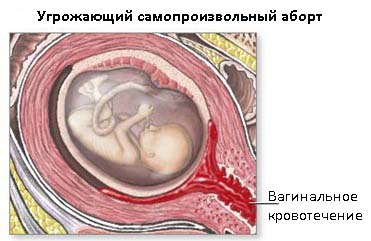 Угрожающий самопроизвольный аборт
Вагинальное
кровотечение